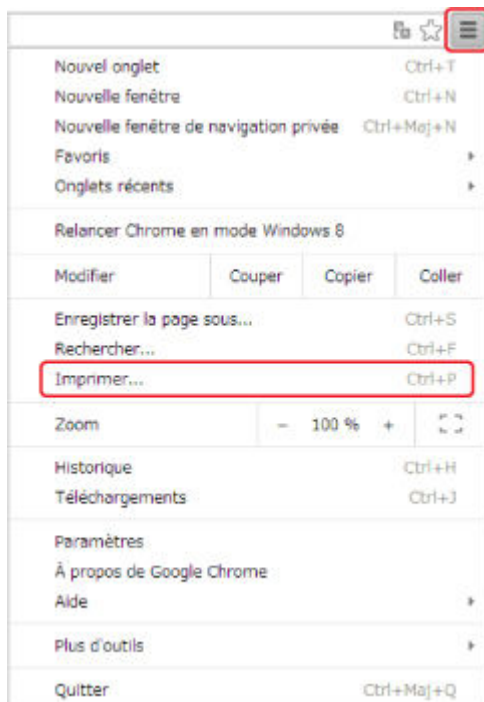 Nouvel onglet Ctrl+T
Nouvelle fenêtre Ctrl+N
Nouvelle fenêtre de navigation privée Ctrl+Maj+N
Favoris
Onglets récents
Relancer Chrome en mode Windows 8
Modifier Couper Copier Coller
Enregistrer la page sous... Ctrl+S
Rechercher... Ctrl+F
Imprimer... Ctrl+P
Zoom - 100 % +
Historique Ctrl+H
Téléchargements Ctrl+J
Paramètres
À propos de Google Chrome
Aide
Plus d'outils
Quitter Ctrl+Maj+Q